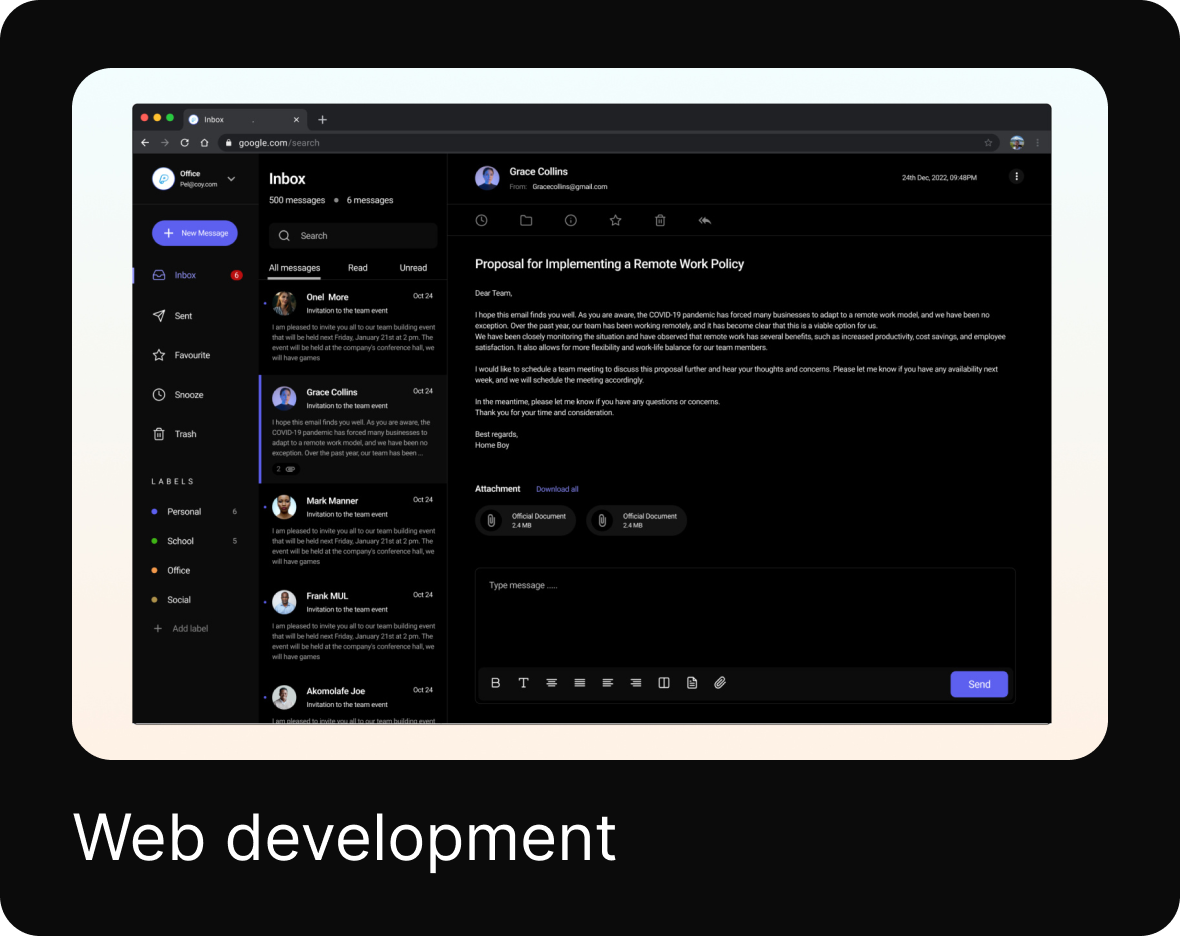 Inbox
google.com/search
Office
Pel@coy.com
New Message
Inbox 6
Sent
Favourite
Snooze
Trash
LABELS
Personal 6
School 5
Office
Social
Add label
Inbox
500 messages 6 messages
Search
All messages Read Unread
Onel More Oct 24
Invitation to the team event
I am pleased to invite you all to our team building event
that will be held next Friday, January 21st at 2 pm. The
event will be held at the company's conference hall, we
will have games
Grace Collins Oct 24
Invitation to the team event
I hope this email finds you well. As you are aware, the
COVID-19 pandemic has forced many businesses to
adapt to a remote work model, and we have been no
exception. Over the past year, our team has been ...
2
Mark Manner Oct 24
Invitation to the team event
I am pleased to invite you all to our team building event
that will be held next Friday, January 21st at 2 pm. The
event will be held at the company's conference hall, we
will have games
Frank MUL Oct 24
Invitation to the team event
I am pleased to invite you all to our team building event
that will be held next Friday, January 21st at 2 pm. The
event will be held at the company's conference hall, we
will have games
Akomolafe Joe Oct 24
Invitation to the team event
I am pleased to invite you all to our team building event
Grace Collins
From: Gracecollins@gmail.com
24th Dec, 2022, 09:48PM
Proposal for Implementing a Remote Work Policy
Dear Team,
I hope this email finds you well. As you are aware, the COVID-19 pandemic has forced many businesses to adapt to a remote work model, and we have been no
exception. Over the past year, our team has been working remotely, and it has become clear that this is a viable option for us.
We have been closely monitoring the situation and have observed that remote work has several benefits, such as increased productivity, cost savings, and employee
satisfaction. It also allows for more flexibility and work-life balance for our team members.
I would like to schedule a team meeting to discuss this proposal further and hear your thoughts and concerns. Please let me know if you have any availability next
week, and we will schedule the meeting accordingly.
In the meantime, please let me know if you have any questions or concerns.
Thank you for your time and consideration.
Best regards,
Home Boy
Attachment Download all
Official Document
2.4 MB
Official Document
2.4 MB
Type message .....
B T
Send
Web development